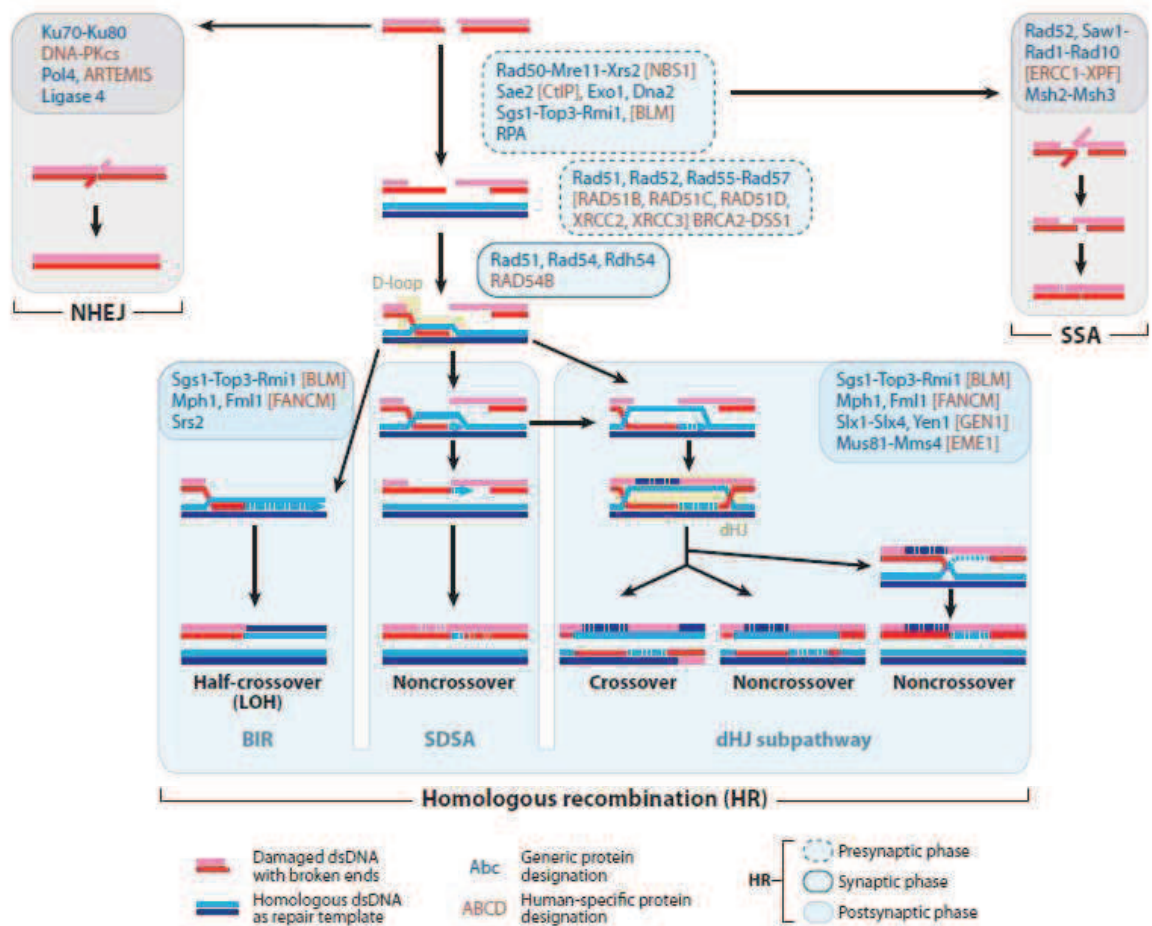 Ku70-Ku80
DNA-PKcs
Pol4, ARTEMIS
Ligase 4
NHEJ
Rad50-Mre11-Xrs2 [NBS1]
Sae2 [CtIP], Exo1, Dna2
Sgs1-Top3-Rmi1, [BLM]
RPA
Rad52, Saw1-
Rad1-Rad10
[ERCC1-XPF]
Msh2-Msh3
SSA
Rad51, Rad52, Rad55-Rad57
[RAD51B, RAD51C, RAD51D,
XRCC2, XRCC3] BRCA2-DSS1
Rad51, Rad54, Rdh54
RAD54B
D-loop
Sgs1-Top3-Rmi1 [BLM]
Mph1, Fml1 [FANCM]
Srs2
Sgs1-Top3-Rmi1 [BLM]
Mph1, Fml1 [FANCM]
Slx1-Slx4, Yen1 [GEN1]
Mus81-Mms4 [EME1]
dHJ
Half-crossover
(LOH)
Noncrossover
Crossover
Noncrossover
Noncrossover
BIR
SDSA
dHJ subpathway
Homologous recombination (HR)
Damaged dsDNA
with broken ends
Homologous dsDNA
as repair template
Abc
Generic protein
designation
ABCD
Human-specific protein
designation
HR
Presynaptic phase
Synaptic phase
Postsynaptic phase